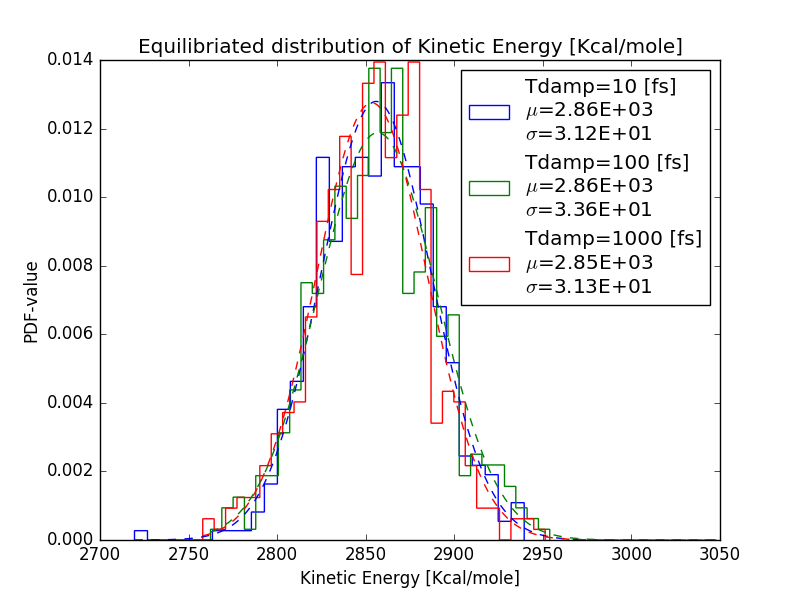 Equilibriated distribution of Kinetic Energy [Kcal/mole]
0.014
0.012
0.010
0.008
0.006
0.004
0.002
0.000
PDF-value
Tdamp=10 [fs]
μ=2.86E+03
σ=3.12E+01
Tdamp=100 [fs]
μ=2.86E+03
σ=3.36E+01
Tdamp=1000 [fs]
μ=2.85E+03
σ=3.13E+01
2700 2750 2800 2850 2900 2950 3000 3050
Kinetic Energy [Kcal/mole]